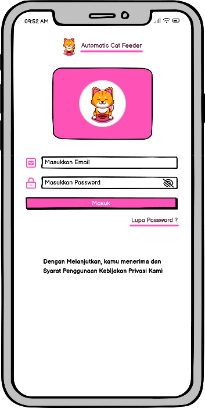 09:52 AM
Automatic Cat Feeder
Masukkan Email
Masukkan Password
Masuk
Lupa Password ?
Dengan Melanjutkan, kamu menerima dan
Syarat Penggunaan Kebijakan Privasi Kami